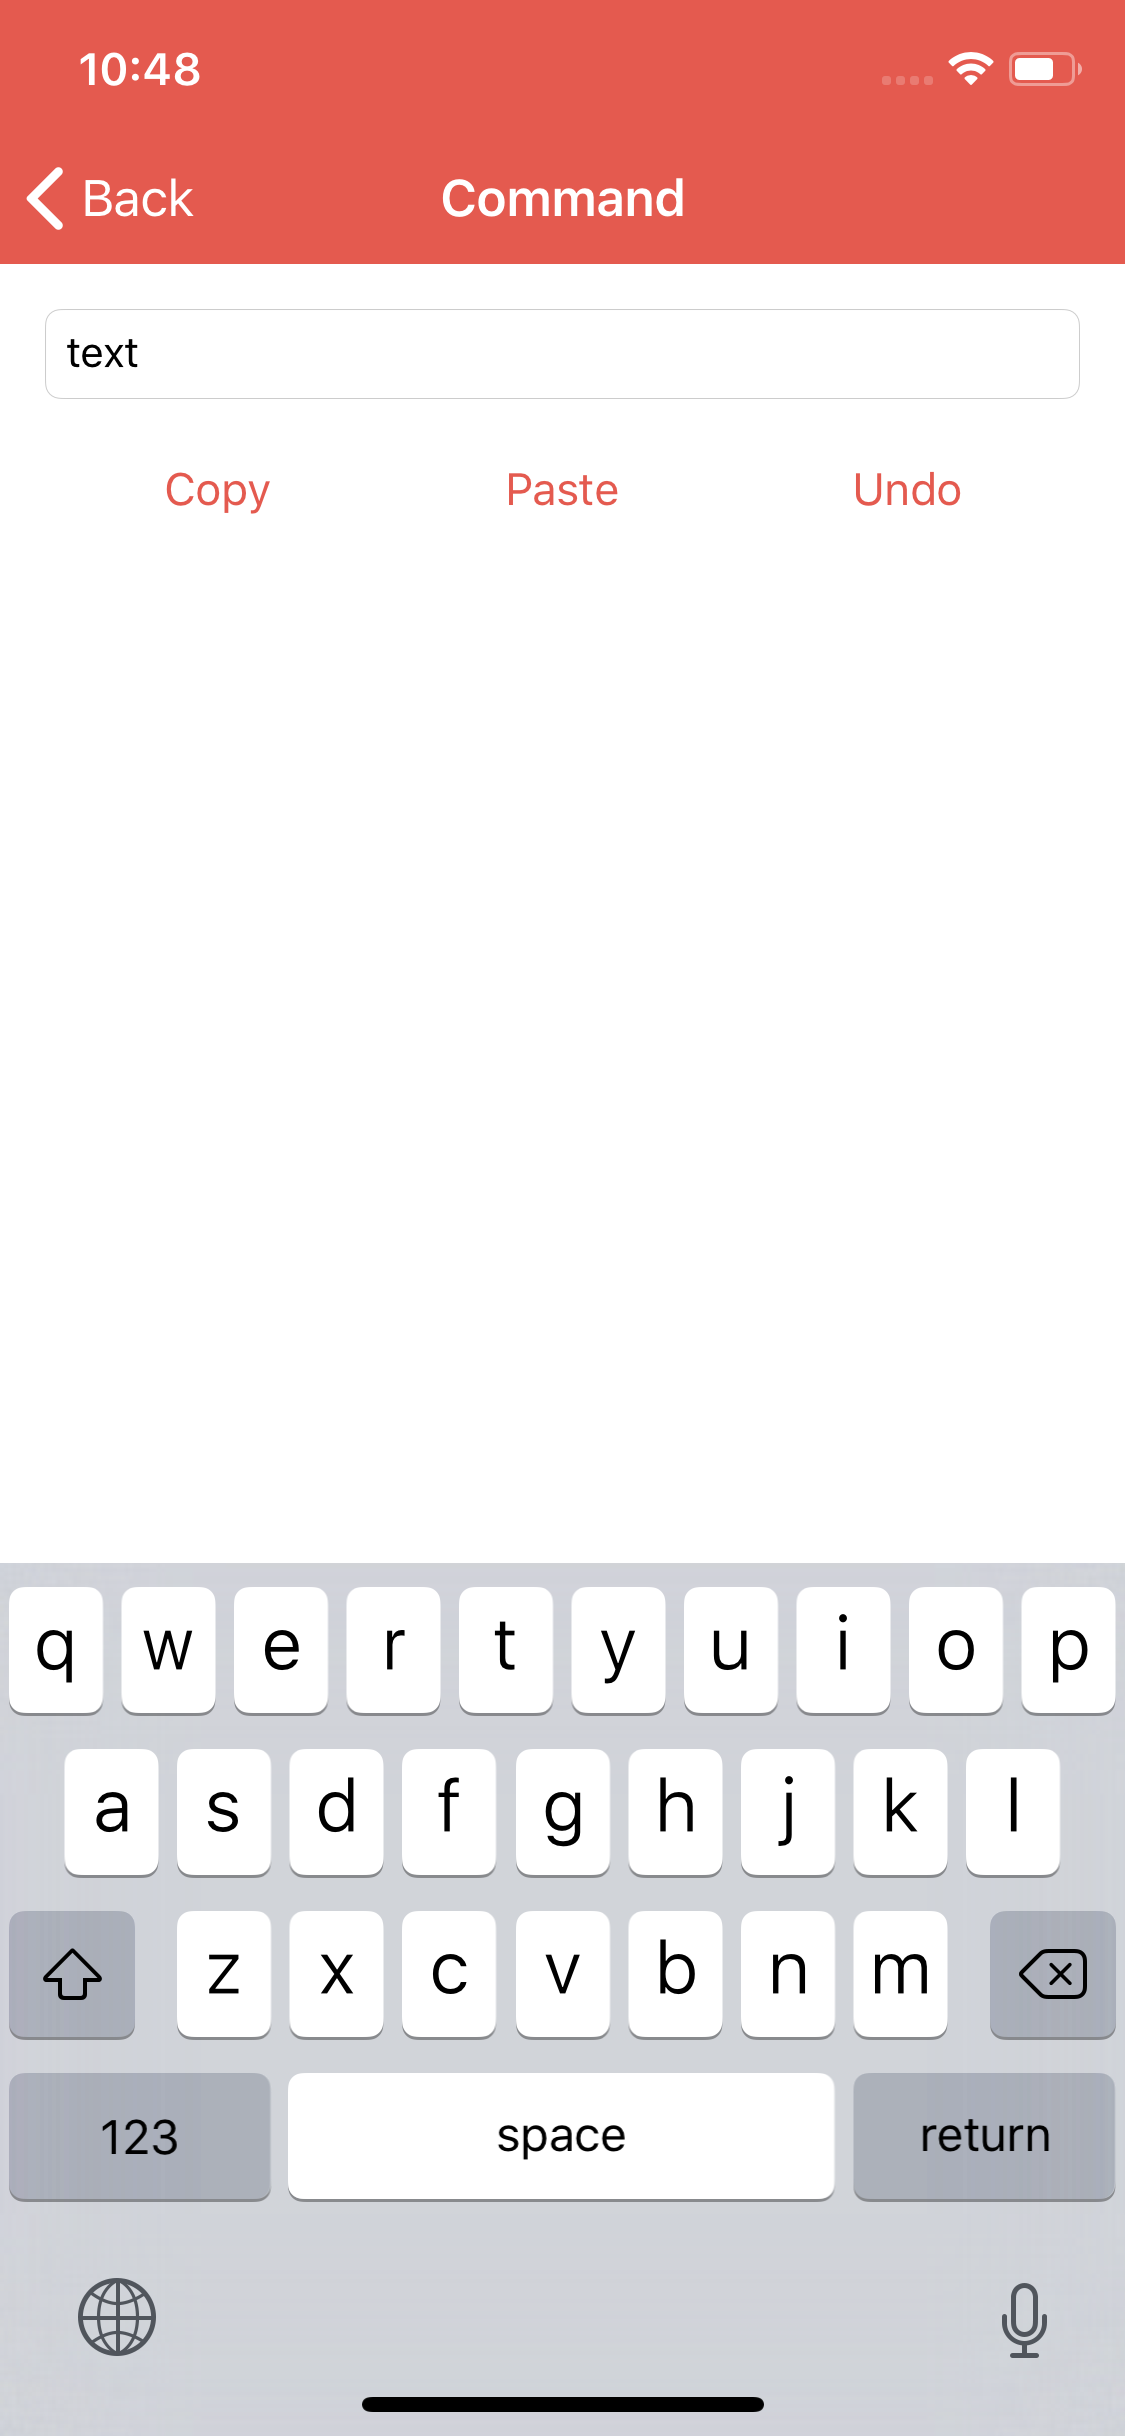 10:48
Back Command
text
Copy Paste Undo
q w e r t y u i o p
a s d f g h j k l
z x c v b n m
123 space return